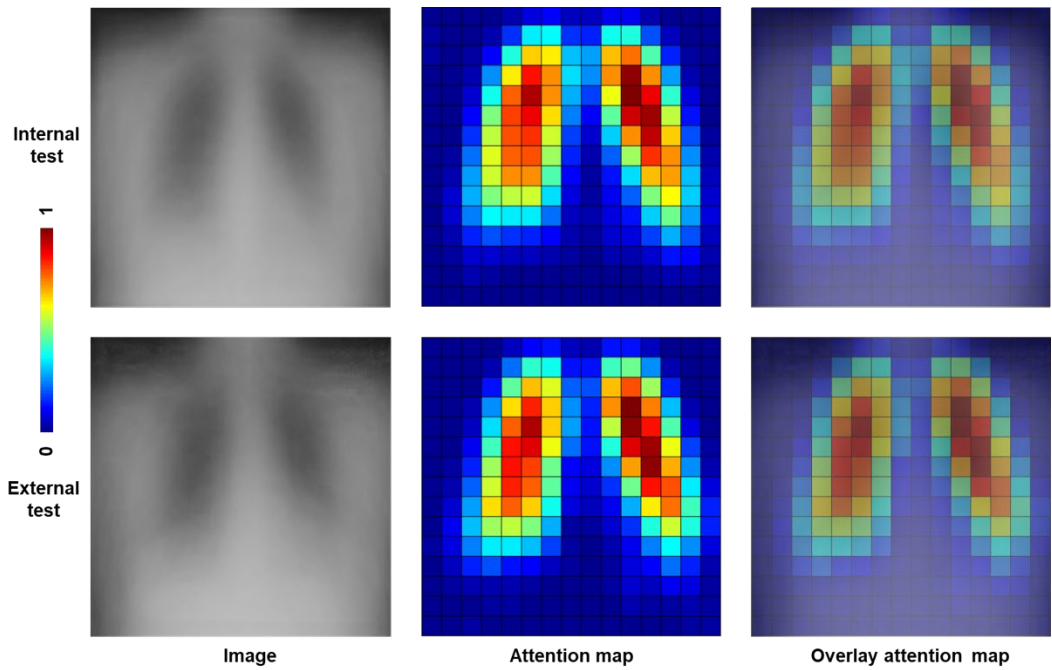 Internal
test
1
0
External
test
Image
Attention map
Overlay attention map